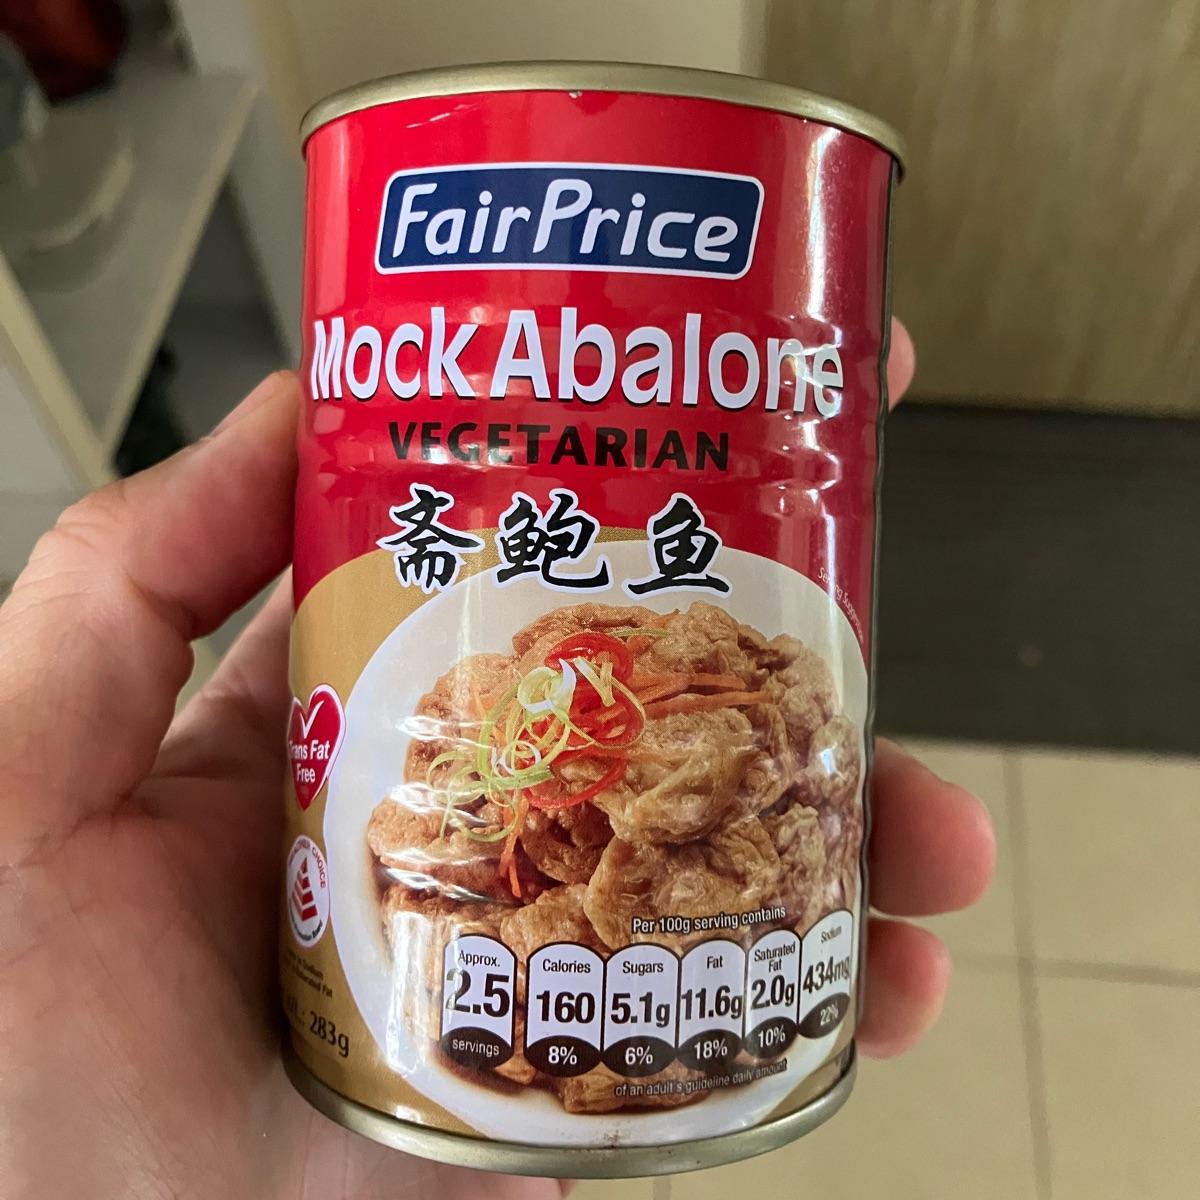 FairPrice
Mock Abalone
VEGETARIAN
斋鲍鱼
Trans Fat
Free
CHOICE
Per 100g serving contains
Approx.
2.5
servings
Calories
160
8%
Sugars
5.1g
6%
Fat
11.6g
18%
Saturated
Fat
2.0g
10%
Sodium
434mg
22%
of an adult's guideline daily amount
283g